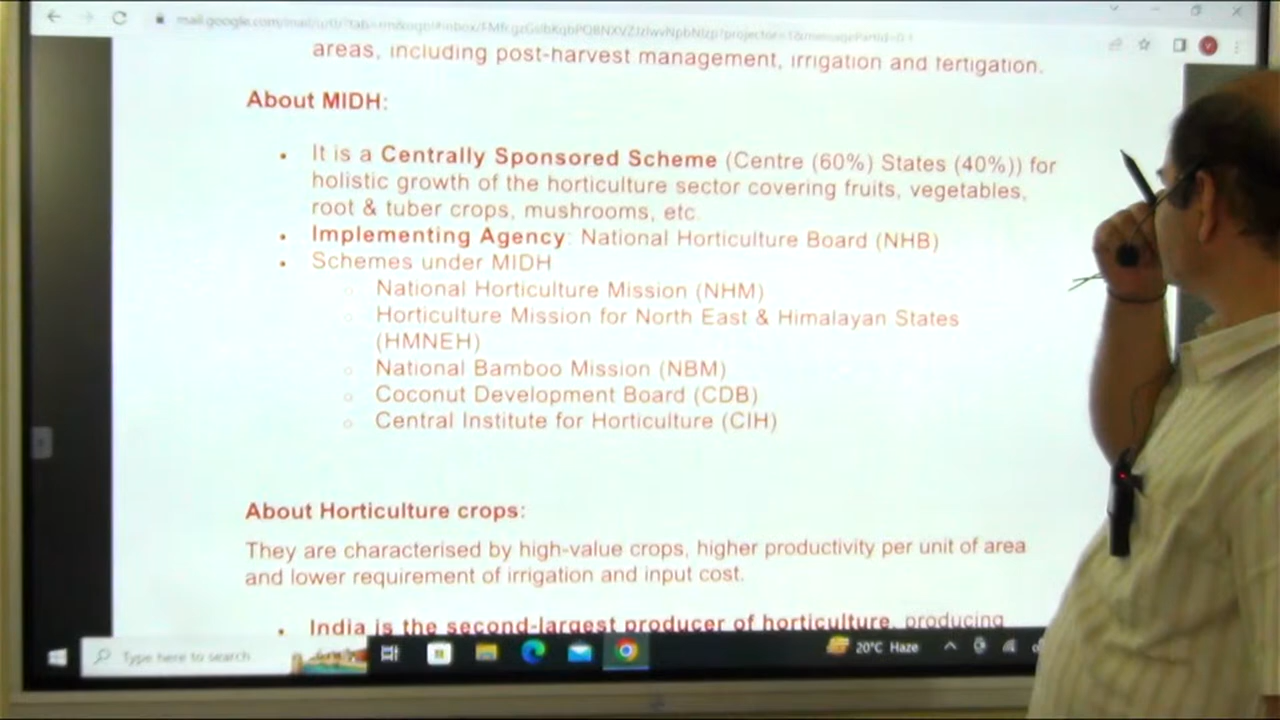 areas, including post-harvest management, irrigation and fertigation.
About MIDH:
• It is a Centrally Sponsored Scheme (Centre (60%) States (40%)) for
holistic growth of the horticulture sector covering fruits, vegetables,
root & tuber crops, mushrooms, etc.
• Implementing Agency: National Horticulture Board (NHB)
• Schemes under MIDH
○ National Horticulture Mission (NHM)
○ Horticulture Mission for North East & Himalayan States
(HMNEH)
○ National Bamboo Mission (NBM)
○ Coconut Development Board (CDB)
○ Central Institute for Horticulture (CIH)
About Horticulture crops:
They are characterised by high-value crops, higher productivity per unit of area
and lower requirement of irrigation and input cost.
• India is the second-largest producer of horticulture, producing
Type here to search
20°C Haze